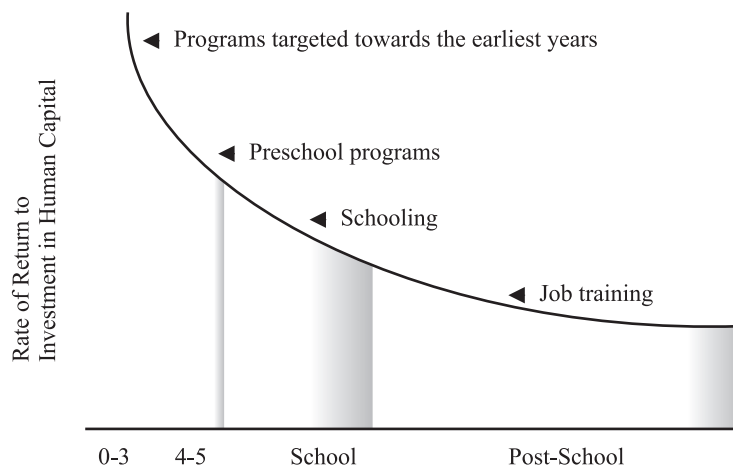 Programs targeted towards the earliest years
Preschool programs
Schooling
Job training
Rate of Return to
Investment in Human Capital
0-3
4-5
School
Post-School